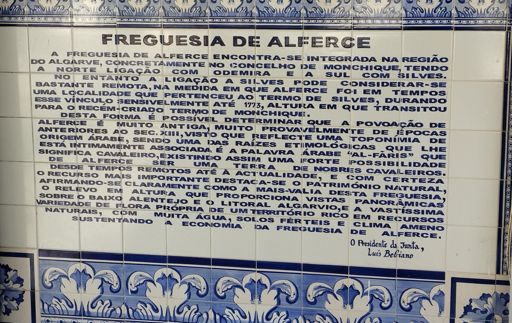 FREGUESIA DE ALFERCE
A FREGUESIA DE ALFERCE ENCONTRA-SE INTEGRADA NA REGIÃO
DO ALGARVE, CONCRETAMENTE NO CONCELHO DE MONCHIQUE, TENDO
A NORTE LIGAÇÃO COM ODEMIRA E A SUL COM SILVES.
NO ENTANTO A LIGAÇÃO A SILVES PODE CONSIDERAR-SE
BASTANTE REMOTA, NA MEDIDA EM QUE ALFERCE FOI EM TEMPOS
UMA LOCALIDADE QUE PERTENCEU AO TERMO DE SILVES, DURANDO
ESSE VÍNCULO SENSIVELMENTE ATÉ 1773, ALTURA EM QUE TRANSITOU
PARA O RECÉM-CRIADO TERMO DE MONCHIQUE.
DESTA FORMA É POSSÍVEL DETERMINAR QUE A POVOAÇÃO DE
ALFERCE É MUITO ANTIGA, MUITO PROVAVELMENTE DE ÉPOCAS
ANTERIORES AO SEC. XIII, VISTO QUE REFLECTE UMA TOPONÍMIA DE
ORIGEM ÁRABE, SENDO UMA DAS RAÍZES ETIMOLÓGICAS QUE LHE
ESTÁ INTIMAMENTE ASSOCIADA É A PALAVRA ÁRABE "AL-FÁRIS" QUE
SIGNIFICA CAVALEIRO, EXISTINDO ASSIM UMA FORTE POSSIBILIDADE
DE ALFERCE SER UMA TERRA DE NOBRES CAVALEIROS.
DESDE TEMPOS REMOTOS ATÉ A ACTUALIDADE, E COM CERTEZA
O RECURSO MAIS IMPORTANTE DESTACA-SE O PATRIMÓNIO NATURAL,
AFIRMANDO-SE CLARAMENTE COMO A MAIS-VALIA DESTA FREGUESIA,
O RELEVO EM ALTURA QUE PROPORCIONA VISTAS PANORÂMICAS
SOBRE O BAIXO ALENTEJO E O LITORAL ALGARVIO, E A VASTÍSSIMA
VARIEDADE DE FLORA PRÓPRIA DE UM TERRITÓRIO RICO EM RECURSOS
NATURAIS, COM MUITA ÁGUA, SOLOS FÉRTEIS E CLIMA AMENO
SUSTENTANDO A ECONOMIA DA FREGUESIA DE ALFERCE.
O Presidente da Junta,
Luís Bebiano